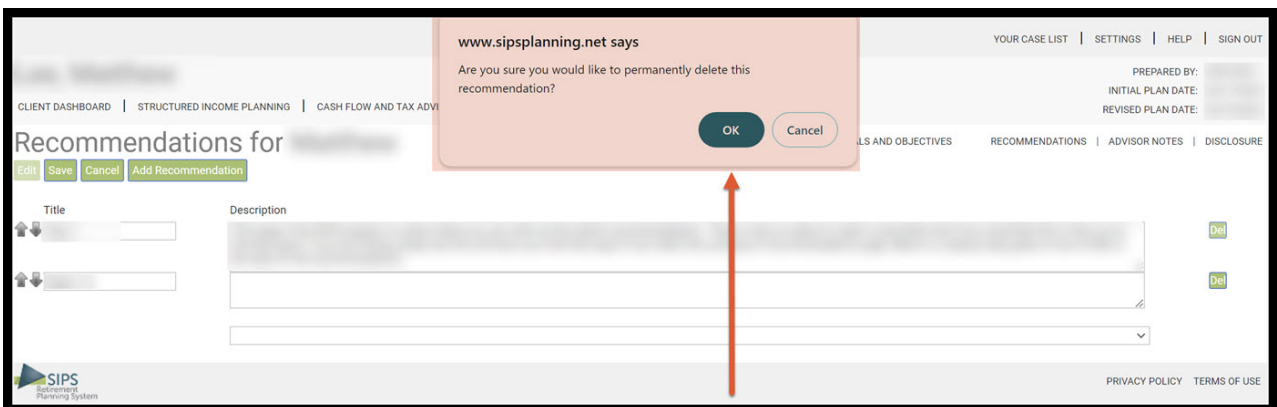 www.sipsplanning.net says
Are you sure you would like to permanently delete this
recommendation?
OK Cancel
YOUR CASE LIST | SETTINGS | HELP | SIGN OUT
PREPARED BY:
INITIAL PLAN DATE:
REVISED PLAN DATE:
CLIENT DASHBOARD | STRUCTURED INCOME PLANNING | CASH FLOW AND TAX ADVI
Recommendations for
LS AND OBJECTIVES RECOMMENDATIONS | ADVISOR NOTES | DISCLOSURE
Edit Save Cancel Add Recommendation
Title Description
Del
Del
SIPS
Retirement
Planning System
PRIVACY POLICY TERMS OF USE